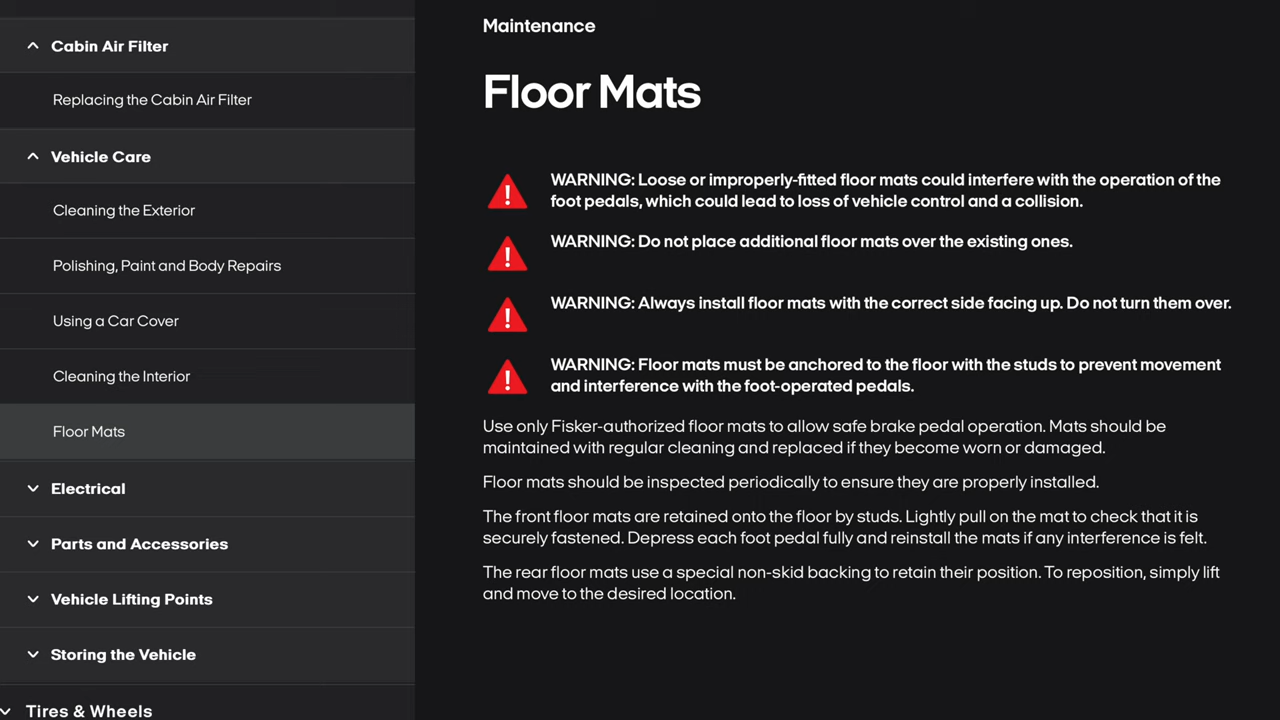 Cabin Air Filter
Replacing the Cabin Air Filter
Vehicle Care
Cleaning the Exterior
Polishing, Paint and Body Repairs
Using a Car Cover
Cleaning the Interior
Floor Mats
Electrical
Parts and Accessories
Vehicle Lifting Points
Storing the Vehicle
Tires & Wheels
Maintenance
Floor Mats
WARNING: Loose or improperly-fitted floor mats could interfere with the operation of the
foot pedals, which could lead to loss of vehicle control and a collision.
WARNING: Do not place additional floor mats over the existing ones.
WARNING: Always install floor mats with the correct side facing up. Do not turn them over.
WARNING: Floor mats must be anchored to the floor with the studs to prevent movement
and interference with the foot-operated pedals.
Use only Fisker-authorized floor mats to allow safe brake pedal operation. Mats should be
maintained with regular cleaning and replaced if they become worn or damaged.
Floor mats should be inspected periodically to ensure they are properly installed.
The front floor mats are retained onto the floor by studs. Lightly pull on the mat to check that it is
securely fastened. Depress each foot pedal fully and reinstall the mats if any interference is felt.
The rear floor mats use a special non-skid backing to retain their position. To reposition, simply lift
and move to the desired location.